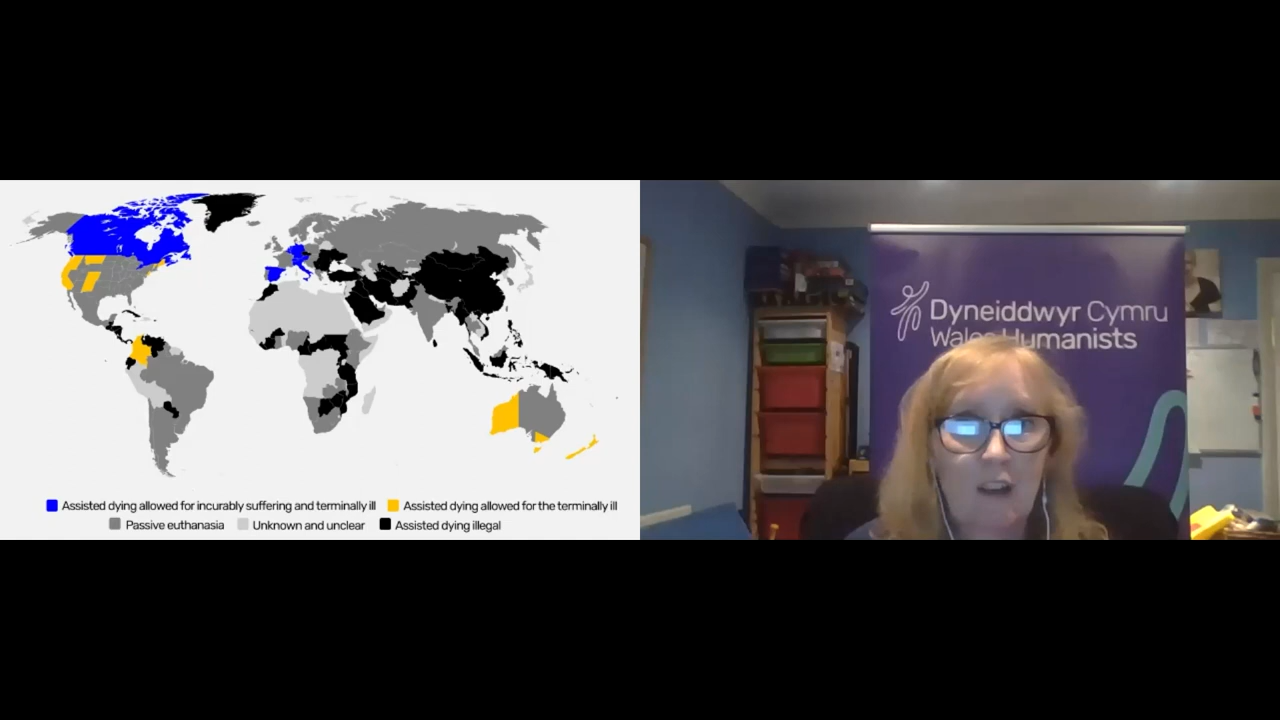 Assisted dying allowed for incurably suffering and terminally ill
Assisted dying allowed for the terminally ill
Passive euthanasia
Unknown and unclear
Assisted dying illegal
Dyneiddwyr Cymru
Wales Humanists